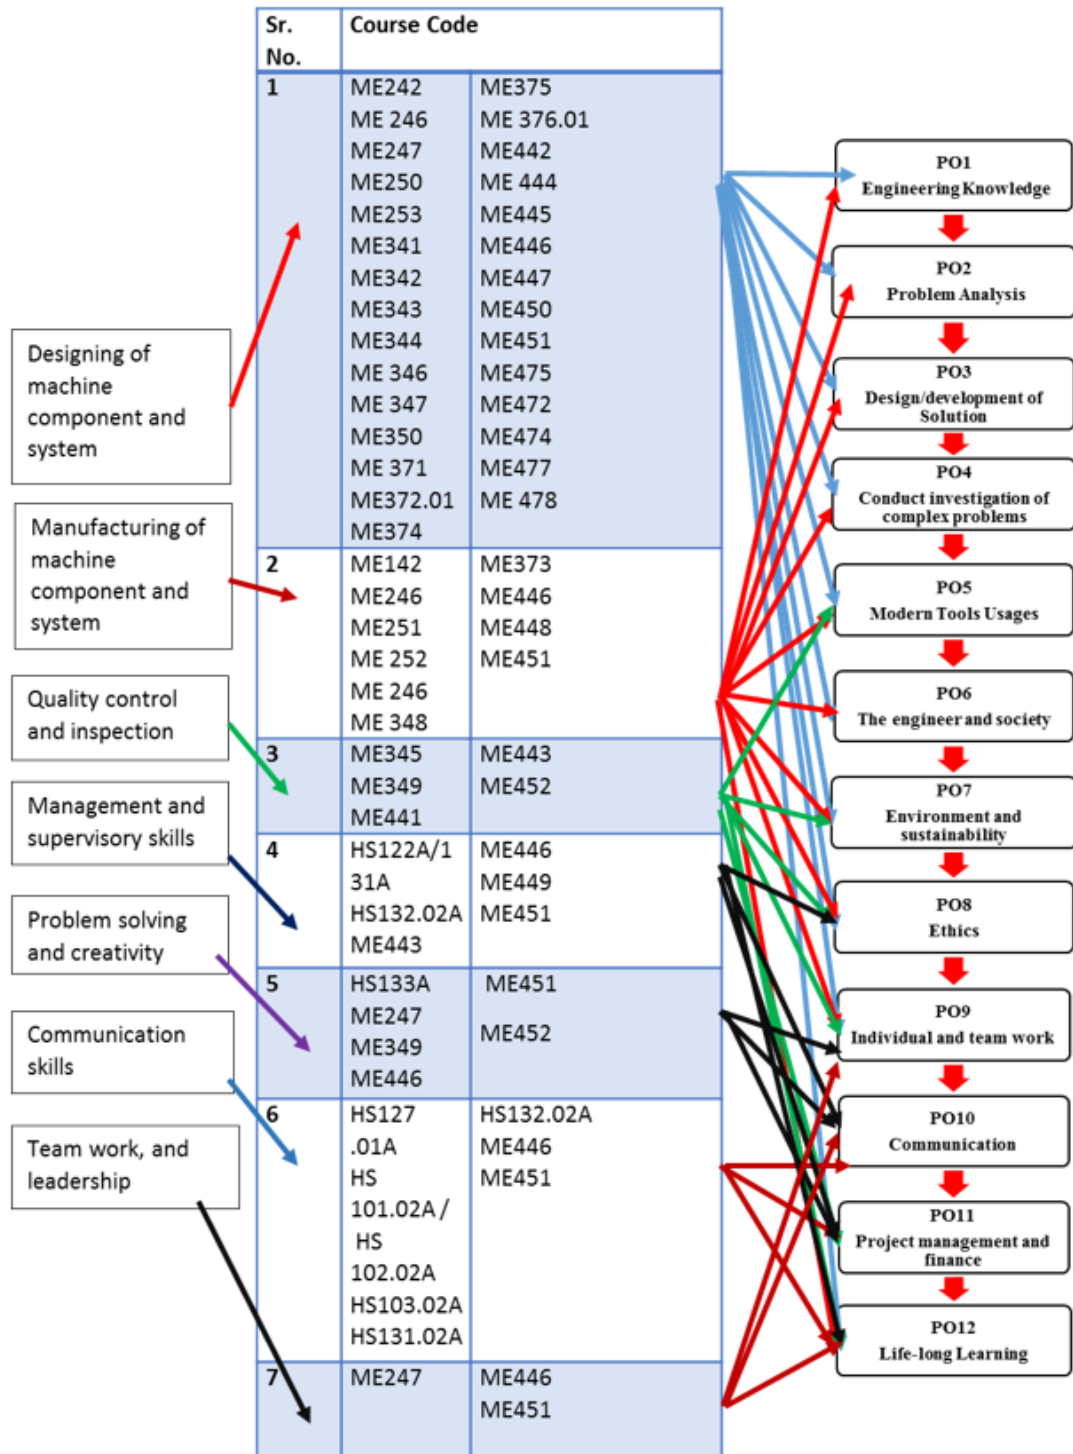 Sr.
No.
Course Code
1
ME242
ME 246
ME247
ME250
ME253
ME341
ME342
ME343
ME344
ME 346
ME 347
ME350
ME 371
ME372.01
ME374
ME375
ME 376.01
ME442
ME 444
ME445
ME446
ME447
ME450
ME451
ME475
ME472
ME474
ME477
ME 478
2
ME142
ME246
ME251
ME 252
ME 246
ME 348
ME373
ME446
ME448
ME451
3
ME345
ME349
ME441
ME443
ME452
4
HS122A/1
31A
HS132.02A
ME443
ME446
ME449
ME451
5
HS133A
ME247
ME349
ME446
ME451
ME452
6
HS127
.01A
HS
101.02A /
HS
102.02A
HS103.02A
HS131.02A
HS132.02A
ME446
ME451
7
ME247
ME446
ME451
Designing of
machine
component and
system
Manufacturing of
machine
component and
system
Quality control
and inspection
Management and
supervisory skills
Problem solving
and creativity
Communication
skills
Team work, and
leadership
PO1
Engineering Knowledge
PO2
Problem Analysis
PO3
Design/development of
Solution
PO4
Conduct investigation of
complex problems
PO5
Modern Tools Usages
PO6
The engineer and society
PO7
Environment and
sustainability
PO8
Ethics
PO9
Individual and team work
PO10
Communication
PO11
Project management and
finance
PO12
Life-long Learning